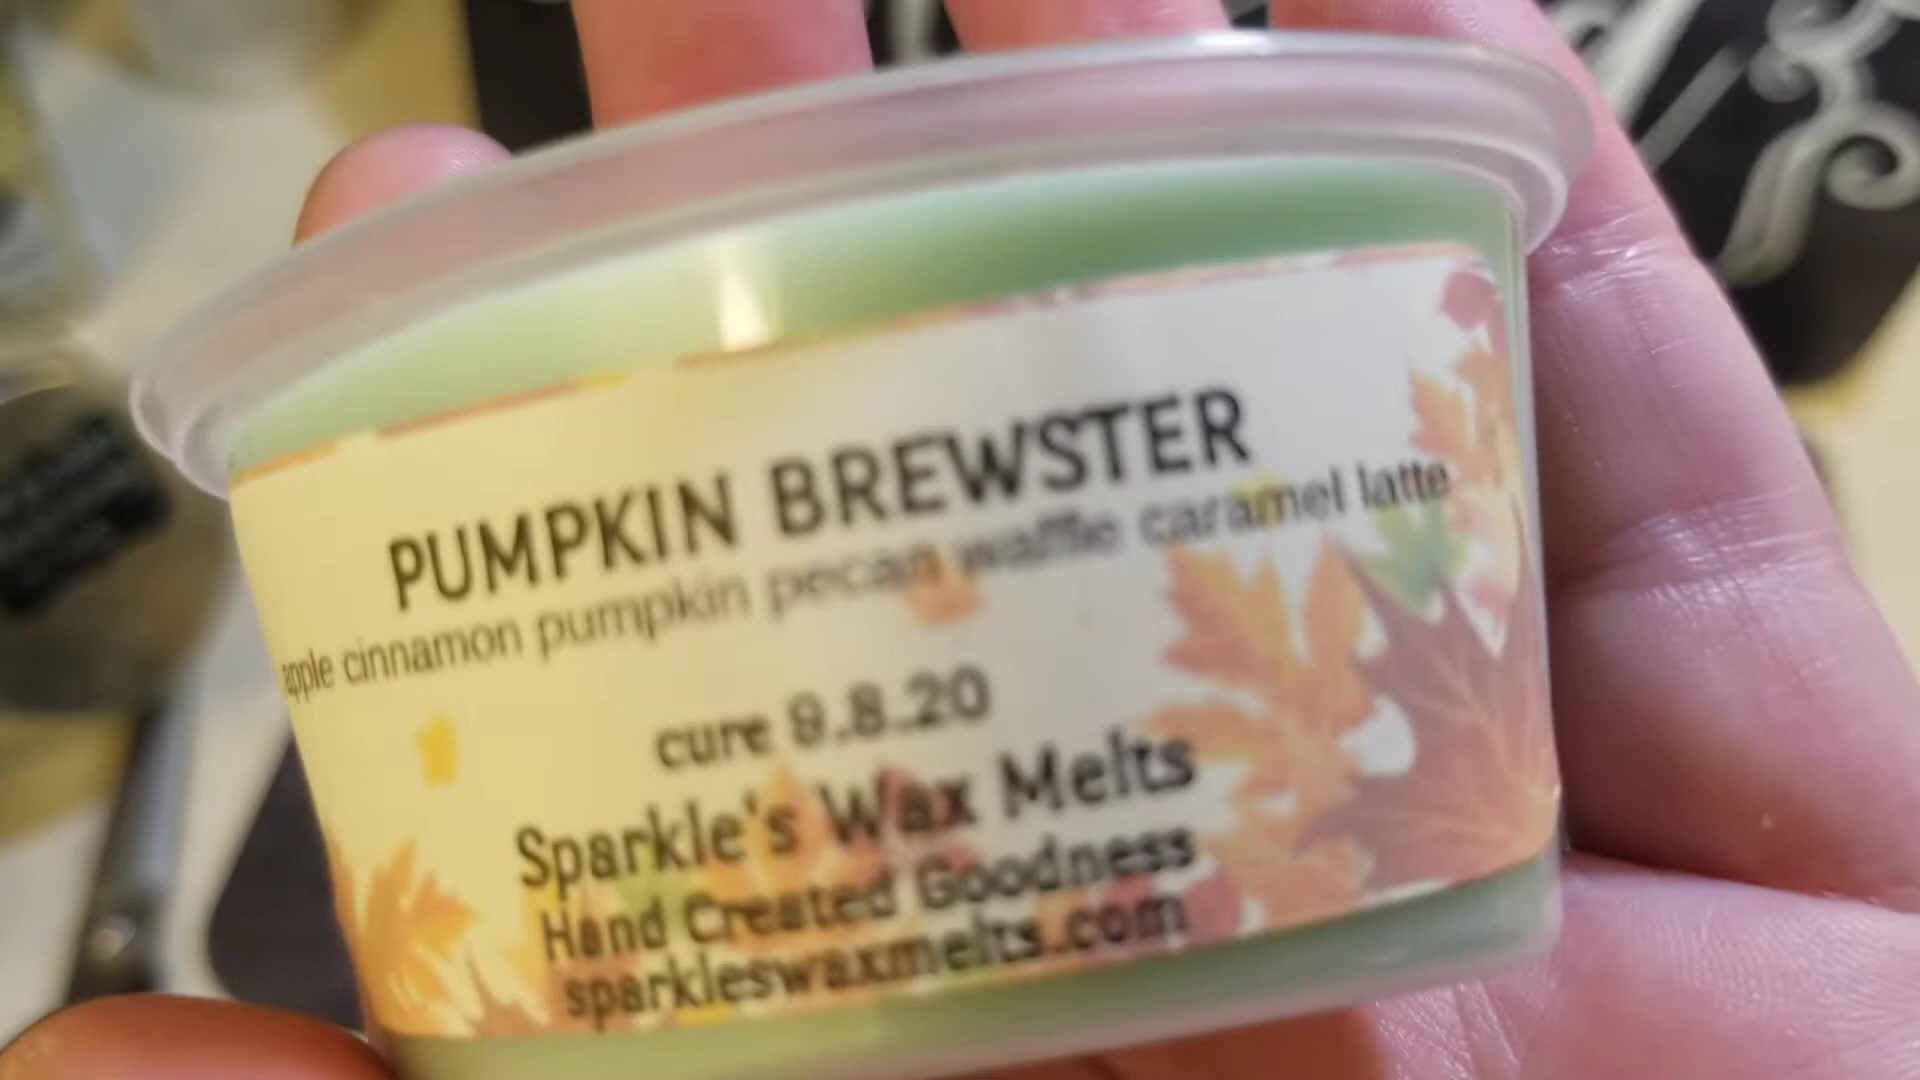 PUMPKIN BREWSTER
apple cinnamon pumpkin pecan waffle caramel latte
cure 9.8.20
Sparkle's Wax Melts
Hand Created Goodness
sparkleswaxmelts.com